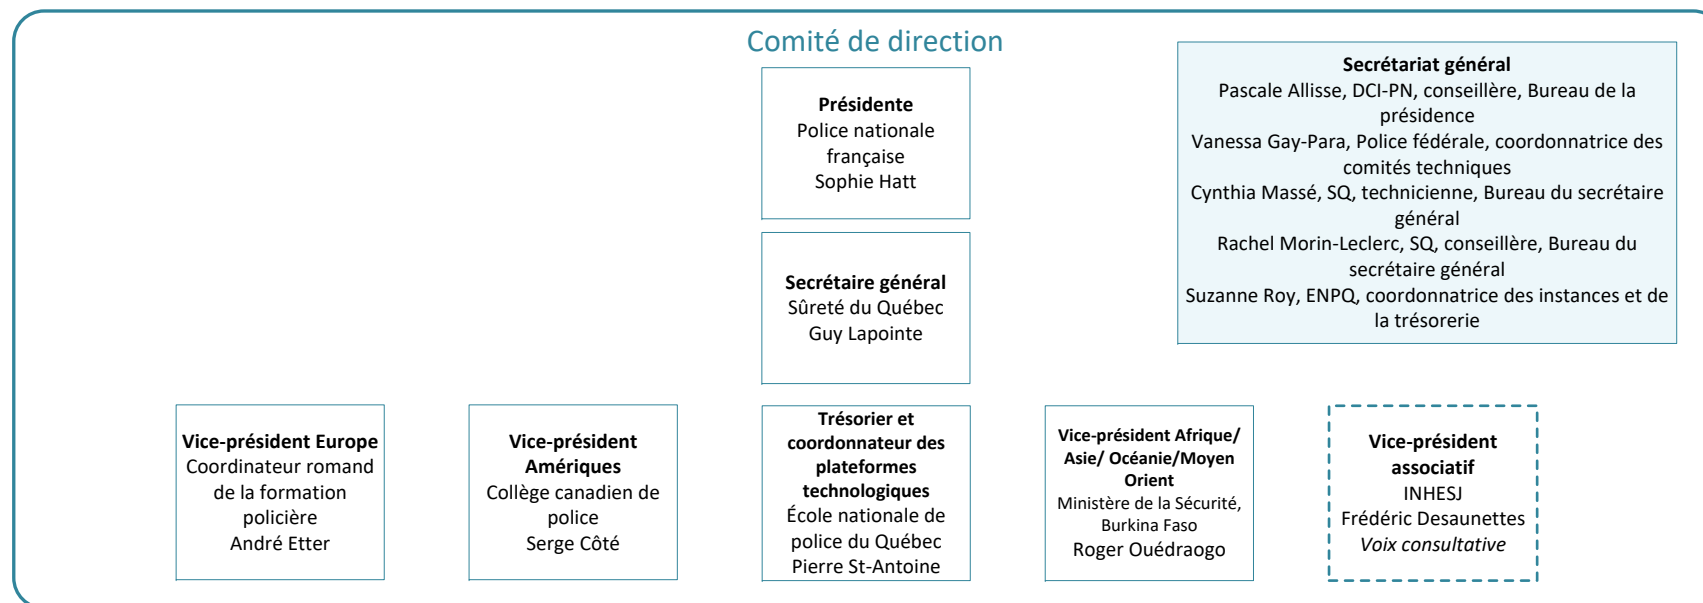 Comité de direction
Présidente
Police nationale
française
Sophie Hatt
Secrétariat général
Pascale Allisse, DCI-PN, conseillère, Bureau de la
présidence
Vanessa Gay-Para, Police fédérale, coordonnatrice des
comités techniques
Cynthia Massé, SQ, technicienne, Bureau du secrétaire
général
Rachel Morin-Leclerc, SQ, conseillère, Bureau du
secrétaire général
Suzanne Roy, ENPQ, coordonnatrice des instances et de
la trésorerie
Secrétaire général
Sûreté du Québec
Guy Lapointe
Vice-président Europe
Coordinateur romand
de la formation
policière
André Etter
Vice-président
Amériques
Collège canadien de
police
Serge Côté
Trésorier et
coordonnateur des
plateformes
technologiques
École nationale de
police du Québec
Pierre St-Antoine
Vice-président Afrique/
Asie/ Océanie/Moyen
Orient
Ministère de la Sécurité,
Burkina Faso
Roger Ouédraogo
Vice-président
associatif
INHESJ
Frédéric Desaunettes
Voix consultative